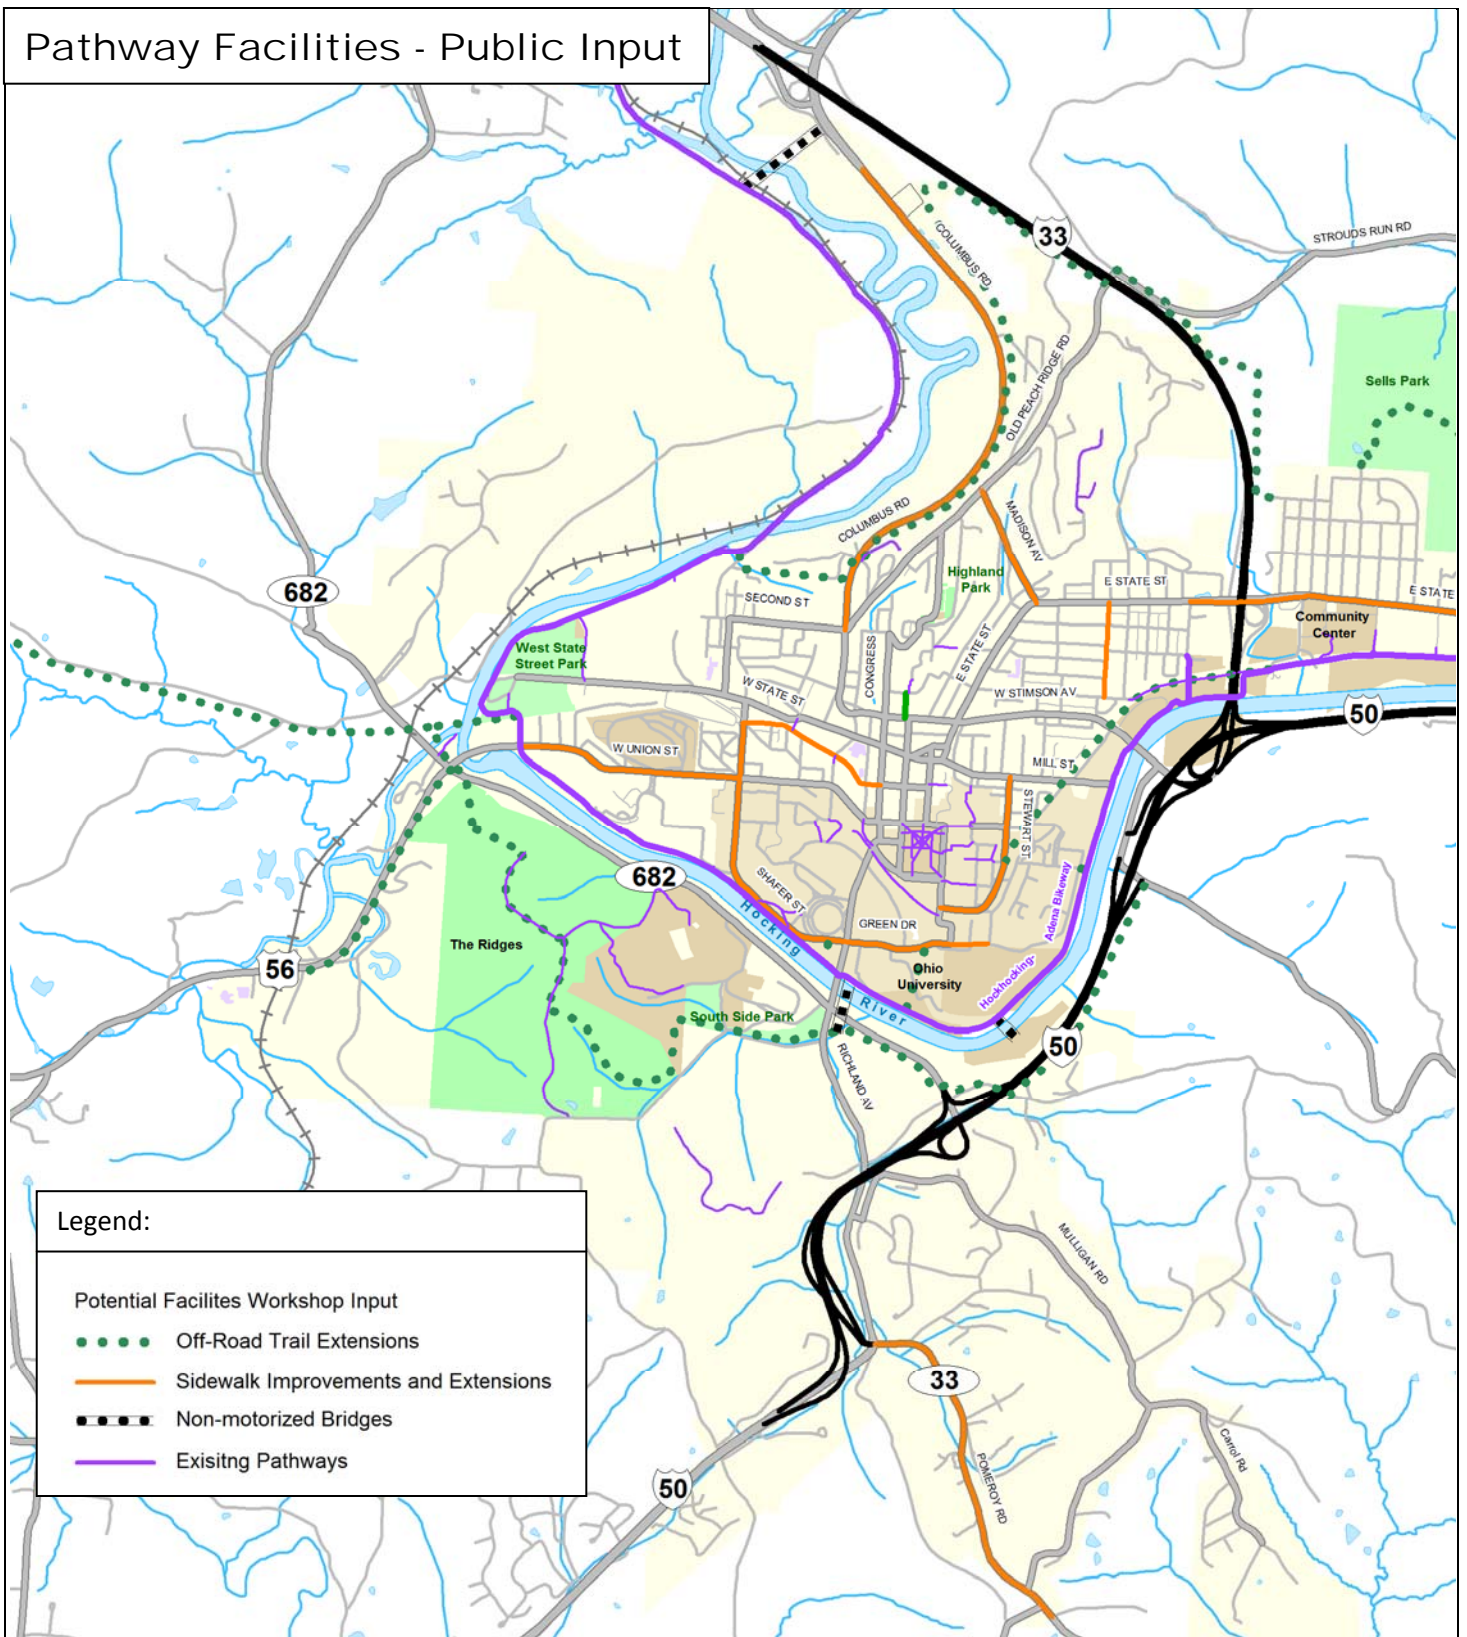 Pathway Facilities - Public Input
33
STROUDS RUN RD
COLUMBUS RD
OLD PEACH RIDGE RD
Sells Park
COLUMBUS RD
MADISON AV
682
Highland
Park
E STATE ST
E STATE
SECOND ST
Community
Center
West State
Street Park
CONGRESS
E STATE ST
W STATE ST
W STIMSON AV
50
W UNION ST
MILL ST
STEWART ST
682
SHAFER ST
Hocking
River
GREEN DR
Hockhocking-
Adena Bikeway
The Ridges
56
Ohio
University
South Side Park
50
RICHLAND AV
MULLIGAN RD
Legend:
Potential Facilites Workshop Input
Off-Road Trail Extensions
Sidewalk Improvements and Extensions
Non-motorized Bridges
Exisitng Pathways
33
Carrol Rd
POMEROY RD
50